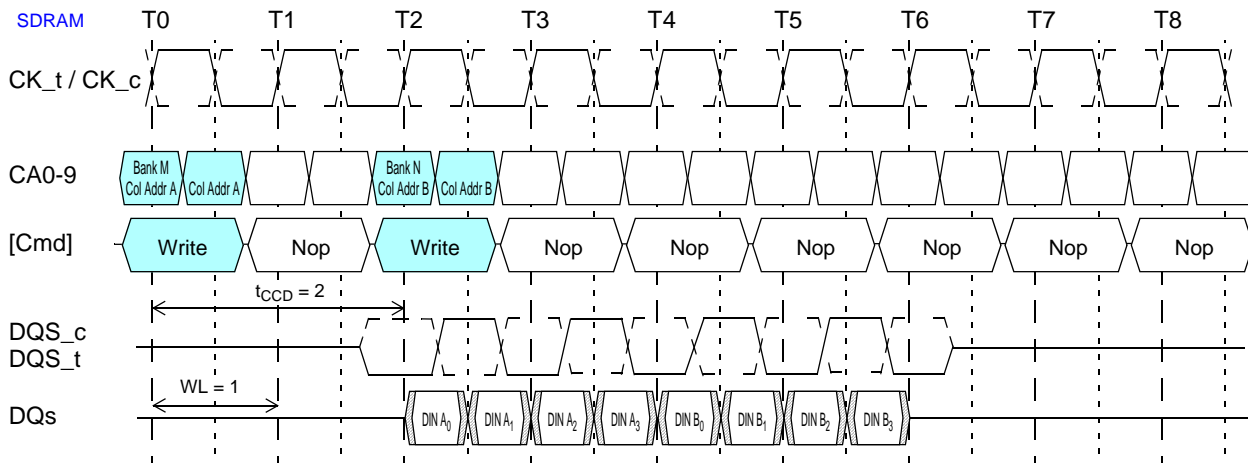 SDRAM T0 T1 T2 T3 T4 T5 T6 T7 T8
CK_t / CK_c
CA0-9
Bank M
Col Addr A
Col Addr A
Bank N
Col Addr B
Col Addr B
[Cmd] Write Nop Write Nop Nop Nop Nop Nop Nop
tCCD = 2
DQS_c
DQS_t
WL = 1
DQs DIN A0 DIN A1 DIN A2 DIN A3 DIN B0 DIN B1 DIN B2 DIN B3